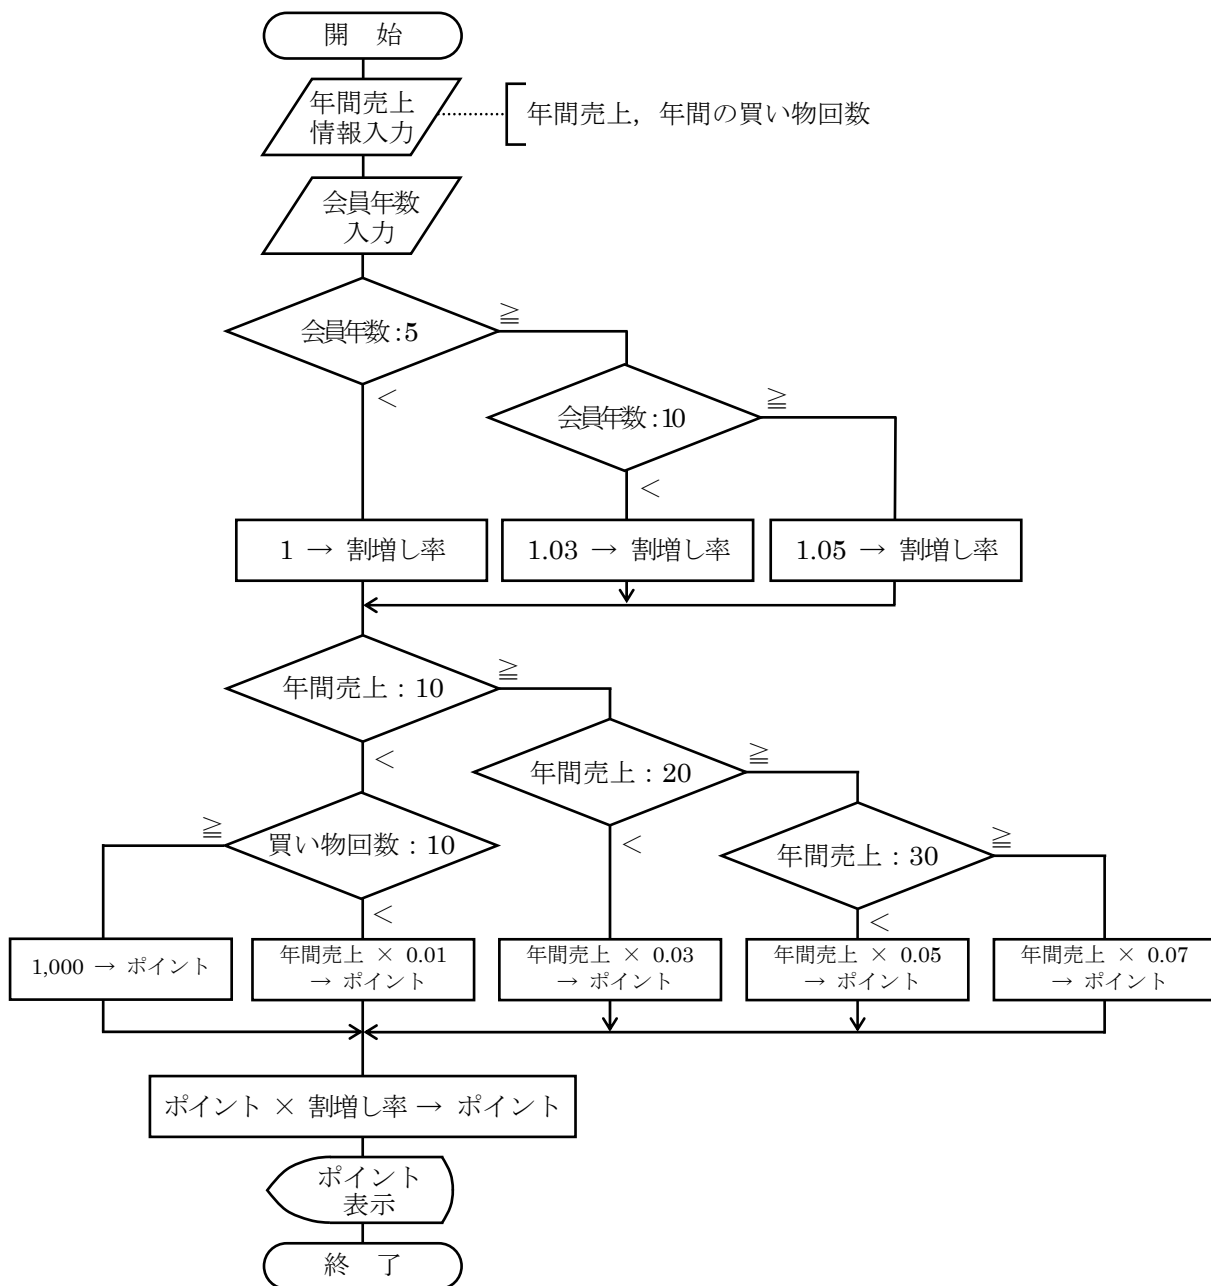 開　始
年間売上
情報入力
年間売上，年間の買い物回数
会員年数
入力
会員年数:5
≧
＜
会員年数:10
≧
＜
1 → 割増し率
1.03 → 割増し率
1.05 → 割増し率
年間売上：10
≧
＜
年間売上：20
≧
＜
買い物回数：10
≧
＜
年間売上：30
≧
＜
1,000 → ポイント
年間売上 × 0.01
→ ポイント
年間売上 × 0.03
→ ポイント
年間売上 × 0.05
→ ポイント
年間売上 × 0.07
→ ポイント
ポイント × 割増し率→ ポイント
ポイント
表示
終　了